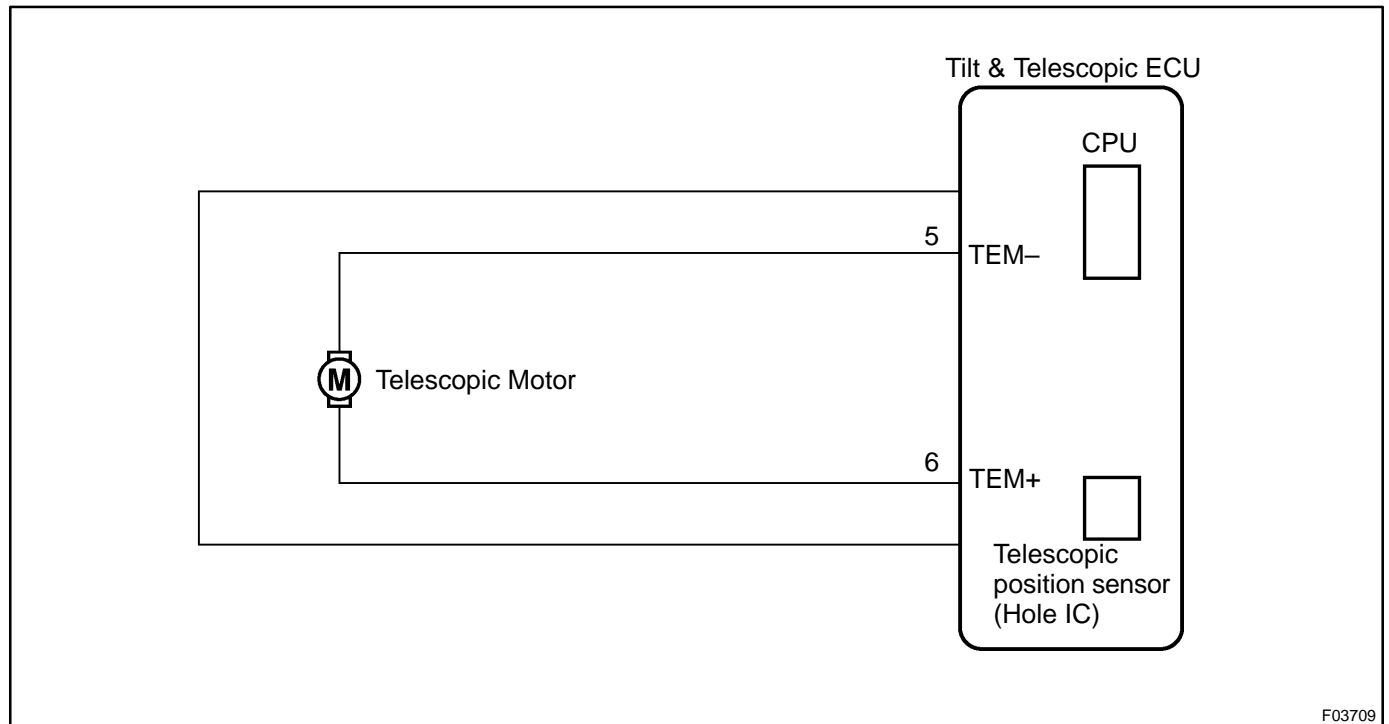 Tilt & Telescopic ECU
CPU
5
TEM–
M
Telescopic Motor
6
TEM+
Telescopic
position sensor
(Hole IC)
F03709